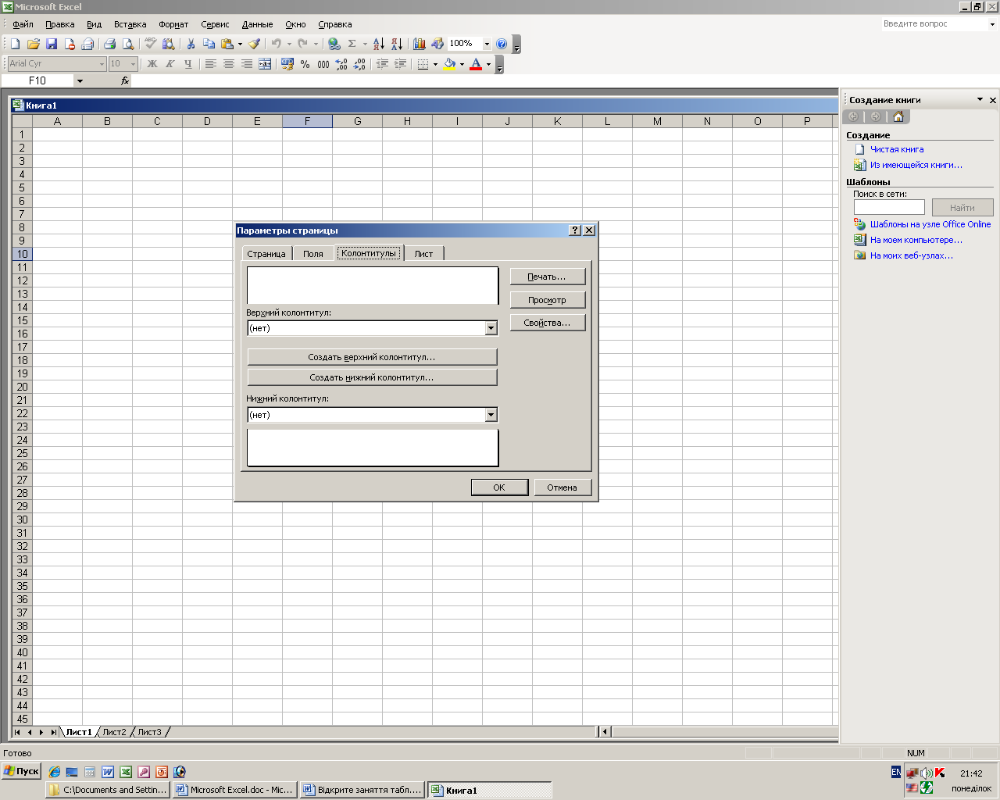 Microsoft Excel
Файл Правка Вид Вставка Формат Сервис Данные Окно Справка
Введите вопрос
100%
Arial Cyr 10 Ж К Ч % 000
F10 fx
Книга1
A B C D E F G H I J K L M N O P
1
2
3
4
5
6
7
8
9
10
11
12
13
14
15
16
17
18
19
20
21
22
23
24
25
26
27
28
29
30
31
32
33
34
35
36
37
38
39
40
41
42
43
44
45
Параметры страницы
Страница Поля Колонтитулы Лист
Печать...
Просмотр
Свойства...
Верхний колонтитул:
(нет)
Создать верхний колонтитул...
Создать нижний колонтитул...
Нижний колонтитул:
(нет)
ОК Отмена
Создание книги
Создание
Чистая книга
Из имеющейся книги...
Шаблоны
Поиск в сети:
Найти
Шаблоны на узле Office Online
На моем компьютере...
На моих веб-узлах...
Лист1 Лист2 Лист3
Готово
NUM
Пуск
EN
21:42
понеділок
C:\Documents and Settin... Microsoft Excel.doc - Mic... Відкрите заняття табл.... Книга1